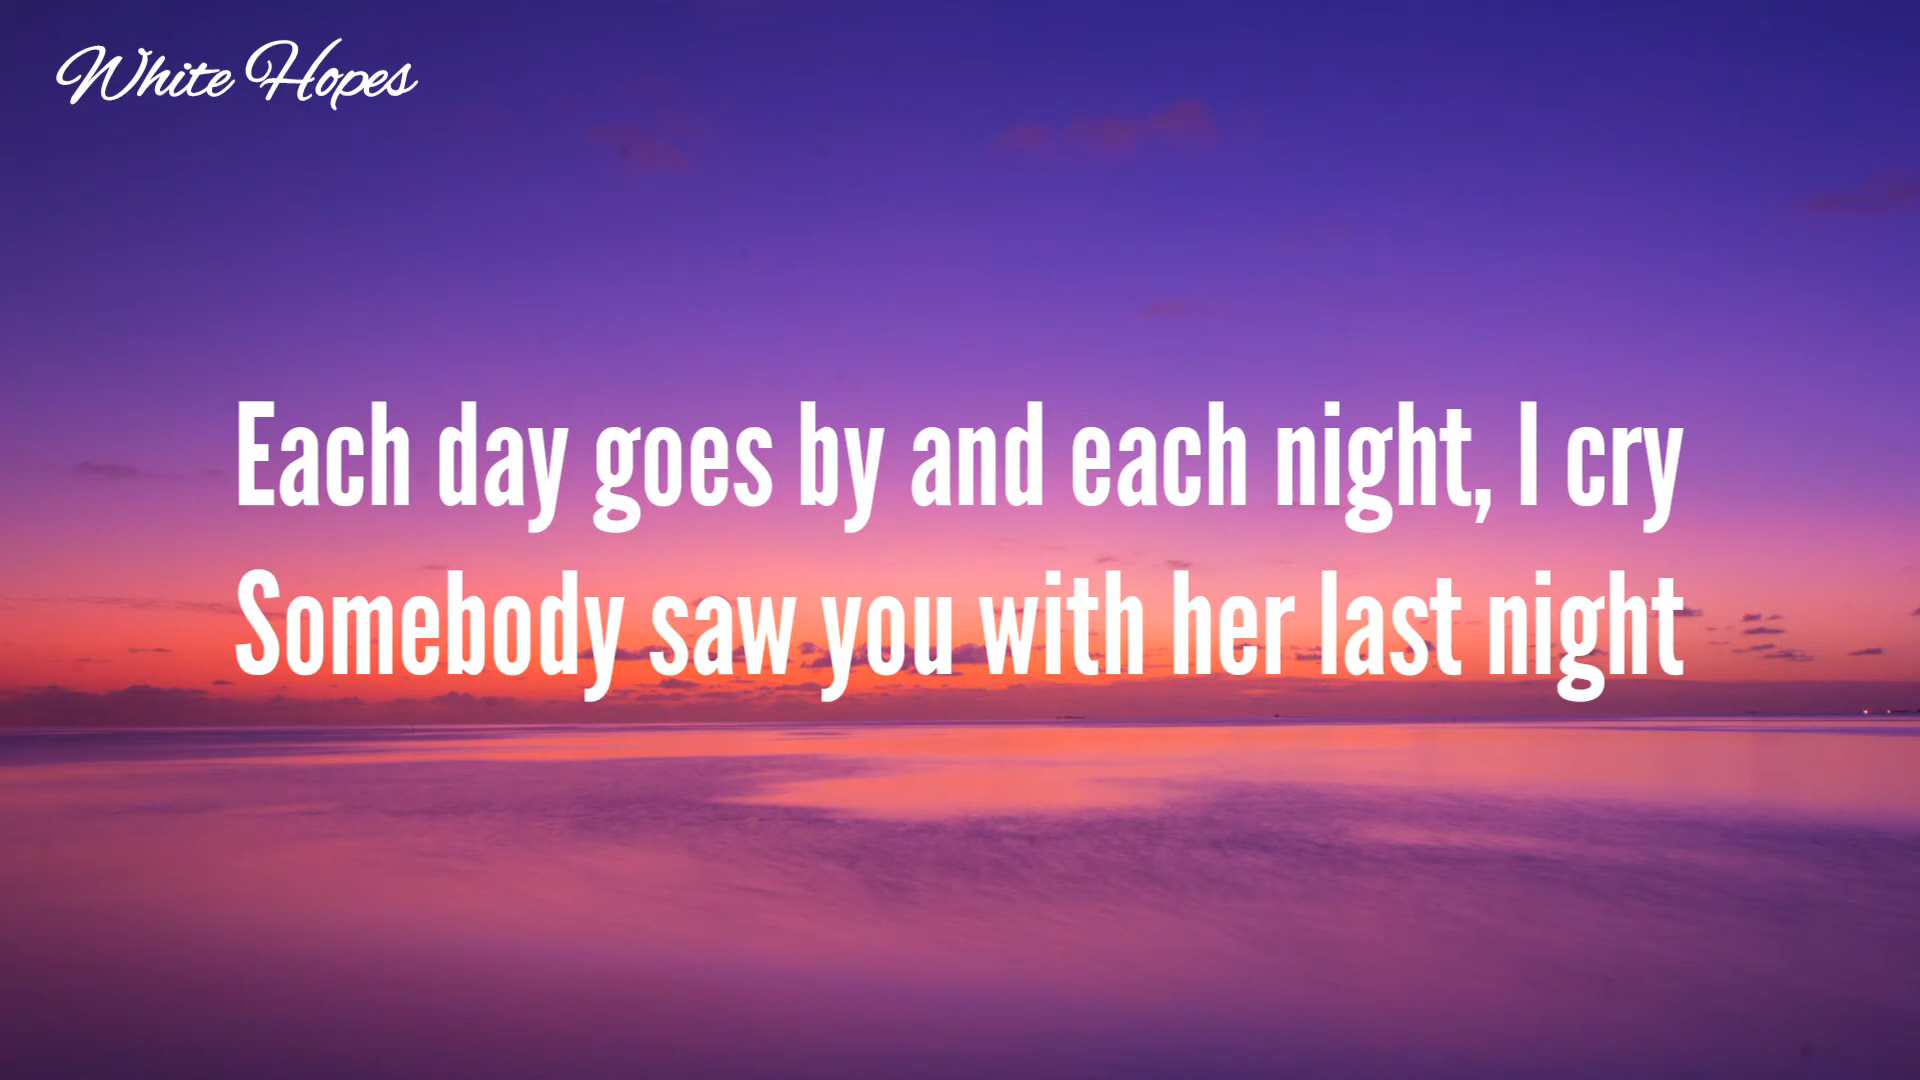 White Hopes
Each day goes by and each night, I cry
Somebody saw you with her last night